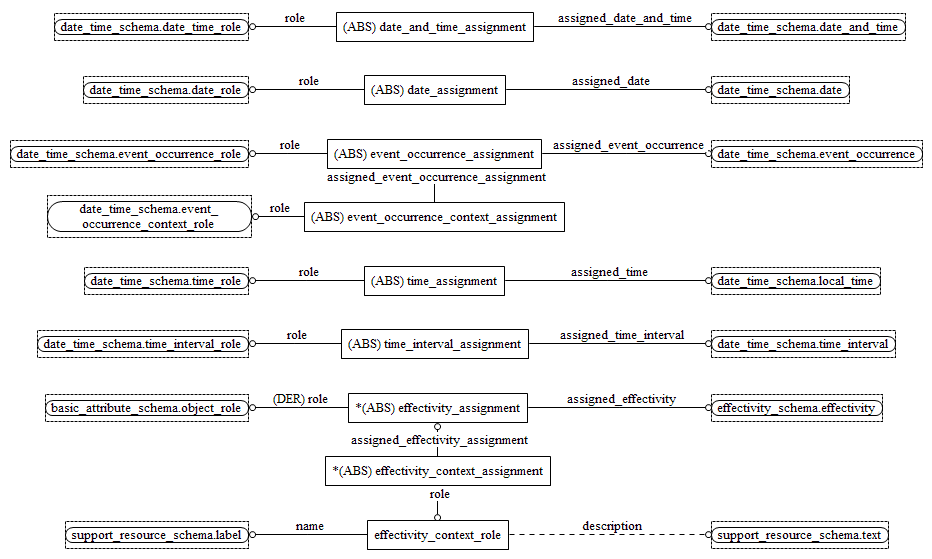 role
assigned_date_and_time
date_time_schema.date_time_role
(ABS) date_and_time_assignment
date_time_schema.date_and_time
role
assigned_date
date_time_schema.date_role
(ABS) date_assignment
date_time_schema.date
role
assigned_event_occurrence
date_time_schema.event_occurrence_role
(ABS) event_occurrence_assignment
date_time_schema.event_occurrence
assigned_event_occurrence_assignment
date_time_schema.event_
occurrence_context_role
role
(ABS) event_occurrence_context_assignment
role
assigned_time
date_time_schema.time_role
(ABS) time_assignment
date_time_schema.local_time
role
assigned_time_interval
date_time_schema.time_interval_role
(ABS) time_interval_assignment
date_time_schema.time_interval
(DER) role
assigned_effectivity
basic_attribute_schema.object_role
*(ABS) effectivity_assignment
effectivity_schema.effectivity
assigned_effectivity_assignment
*(ABS) effectivity_context_assignment
role
name
description
support_resource_schema.label
effectivity_context_role
support_resource_schema.text